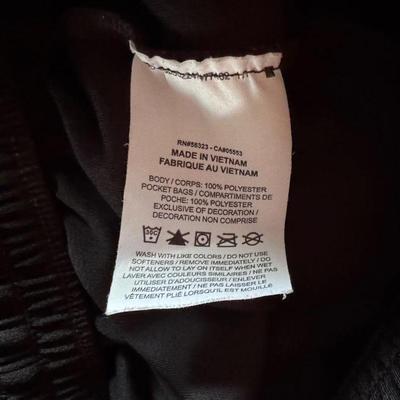 RN#56323 - CA#05553
MADE IN VIETNAM
FABRIQUE AU VIETNAM
BODY / CORPS: 100% POLYESTER
POCKET BAGS / COMPARTIMENTS DE
POCHE: 100% POLYESTER
EXCLUSIVE OF DECORATION /
DECORATION NON COMPRISE
WASH WITH LIKE COLORS / DO NOT USE
SOFTENERS / REMOVE IMMEDIATELY / DO
NOT ALLOW TO LAY ON ITSELF WHEN WET
LAVER AVEC COULEURS SIMILAIRES / NE PAS
UTILISER D'ADOUCISSEUR / ENLEVER
IMMEDIATEMENT / NE PAS LAISSER LE
VÊTEMENT PLIÉ LORSQU'IL EST MOUILLÉ